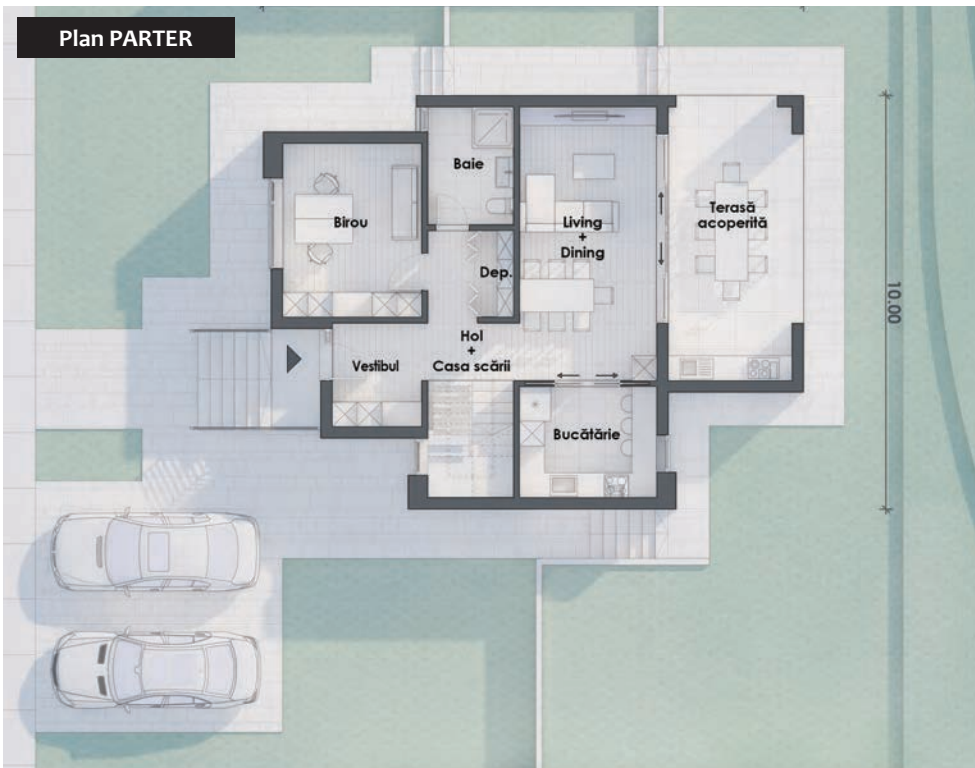 Plan PARTER
Baie
Birou
Living
+
Dining
Terasă
acoperită
Dep.
10.00
Hol
+
Casa scării
Vestibul
Bucătărie